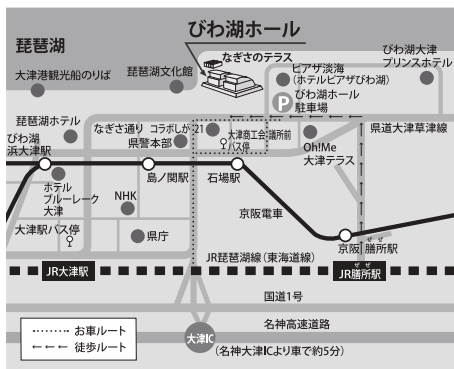 びわ湖ホール
琵琶湖
なぎさのテラス
大津港観光船のりば
琵琶湖文化館
ピアザ淡海
(ホテルピアザびわ湖)
びわ湖大津
プリンスホテル
P
びわ湖ホール
駐車場
琵琶湖ホテル
なぎさ通り
コラボしが
21
県警本部
大津商工会議所前
バス停
Oh!Me
大津テラス
県道大津草津線
びわ湖
浜大津駅
島ノ関駅
石場駅
ホテル
ブルーレーク
大津
NHK
京阪電車
大津駅バス停
県庁
ぜぜ
京阪 膳所駅
JR琵琶湖線(東海道線)
JR大津駅
ぜぜ
JR膳所駅
国道1号
名神高速道路
お車ルート
徒歩ルート
大津IC
(名神大津ICより車で約5分)